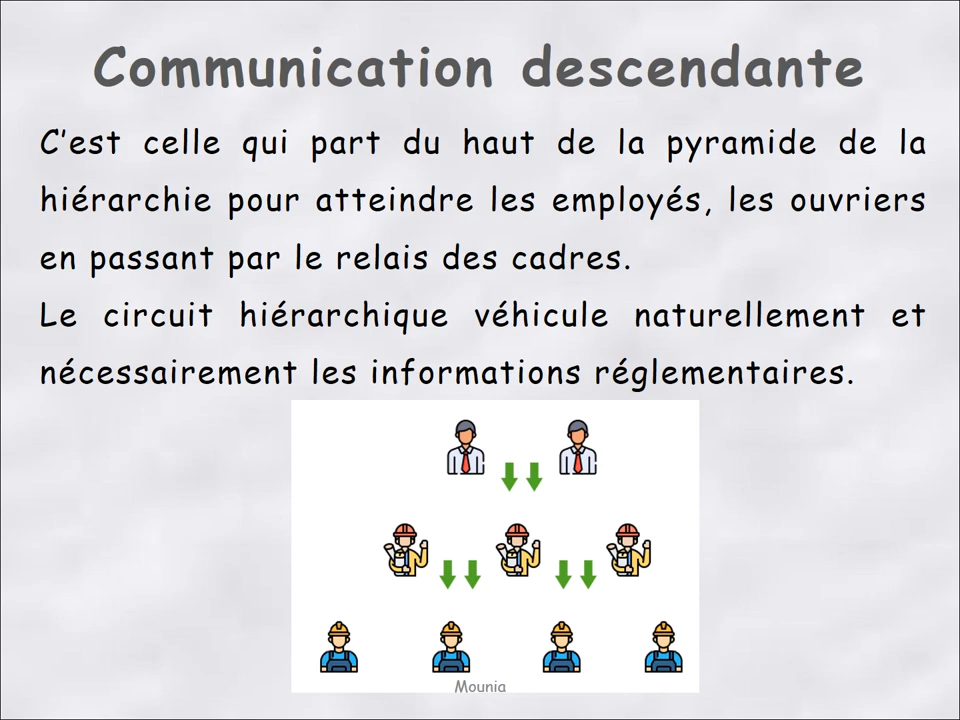 Communication descendante
C'est celle qui part du haut de la pyramide de la
hiérarchie pour atteindre les employés, les ouvriers
en passant par le relais des cadres.
Le circuit hiérarchique véhicule naturellement et
nécessairement les informations réglementaires.
Mounia